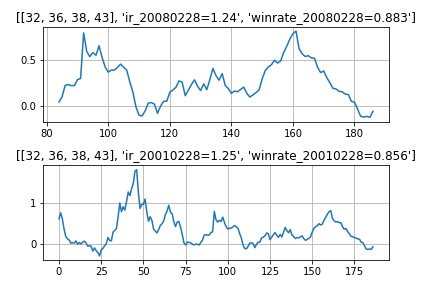 [[32, 36, 38, 43], 'ir_20080228=1.24', 'winrate_20080228=0.883']
0.5
0.0
80 100 120 140 160 180
[[32, 36, 38, 43], 'ir_20010228=1.25', 'winrate_20010228=0.856']
1
0
0 25 50 75 100 125 150 175